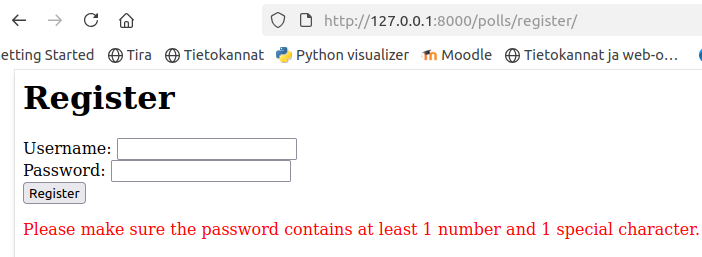 http://127.0.0.1:8000/polls/register/
etting Started Tira Tietokannat Python visualizer Moodle Tietokannat ja web-o…
Register
Username:
Password:
Register
Please make sure the password contains at least 1 number and 1 special character.